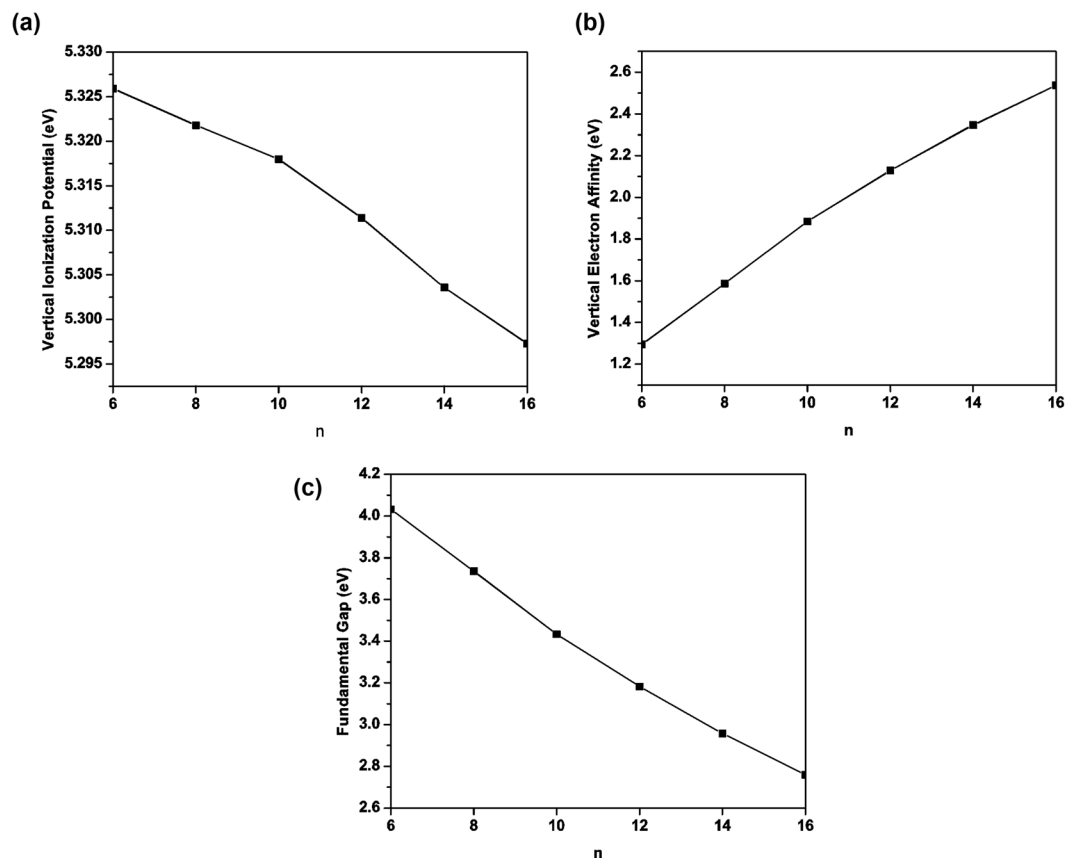 (a)
Vertical Ionization Potential (eV)
5.330
5.325
5.320
5.315
5.310
5.305
5.300
5.295
6 8 10 12 14 16
n
(b)
Vertical Electron Affinity (eV)
2.6
2.4
2.2
2.0
1.8
1.6
1.4
1.2
6 8 10 12 14 16
n
(c)
Fundamental Gap (eV)
4.2
4.0
3.8
3.6
3.4
3.2
3.0
2.8
2.6
6 8 10 12 14 16
n